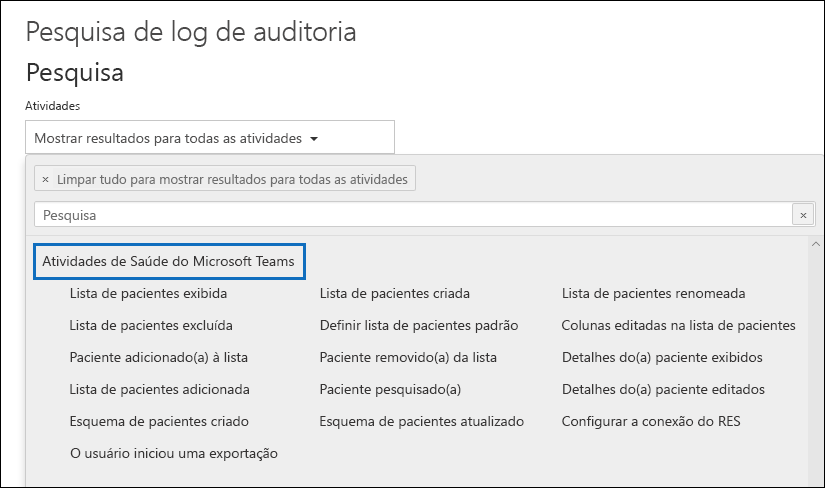 Pesquisa de log de auditoria
Pesquisa
Atividades
Mostrar resultados para todas as atividades
× Limpar tudo para mostrar resultados para todas as atividades
Pesquisa ×
Atividades de Saúde do Microsoft Teams
Lista de pacientes exibida Lista de pacientes criada Lista de pacientes renomeada
Lista de pacientes excluída Definir lista de pacientes padrão Colunas editadas na lista de pacientes
Paciente adicionado(a) à lista Paciente removido(a) da lista Detalhes do(a) paciente exibidos
Lista de pacientes adicionada Paciente pesquisado(a) Detalhes do(a) paciente editados
Esquema de pacientes criado Esquema de pacientes atualizado Configurar a conexão do RES
O usuário iniciou uma exportação